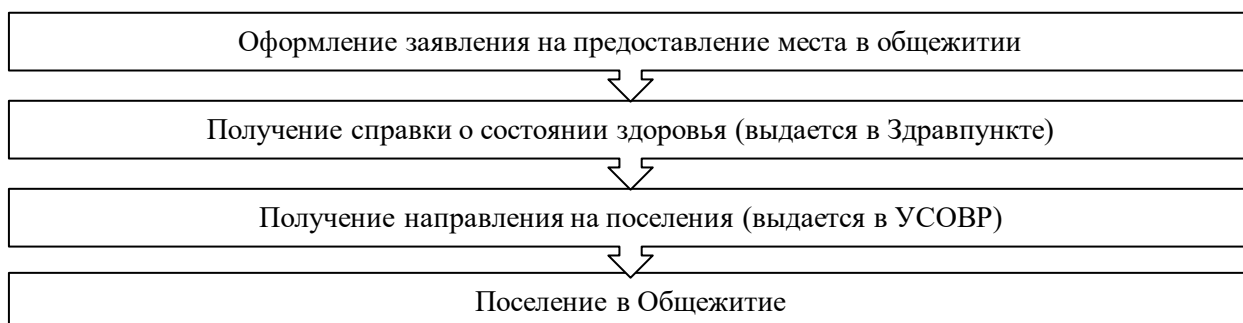 Оформление заявления на предоставление места в общежитии
Получение справки о состоянии здоровья (выдается в Здравпункте)
Получение направления на поселения (выдается в УСОВР)
Поселение в Общежитие